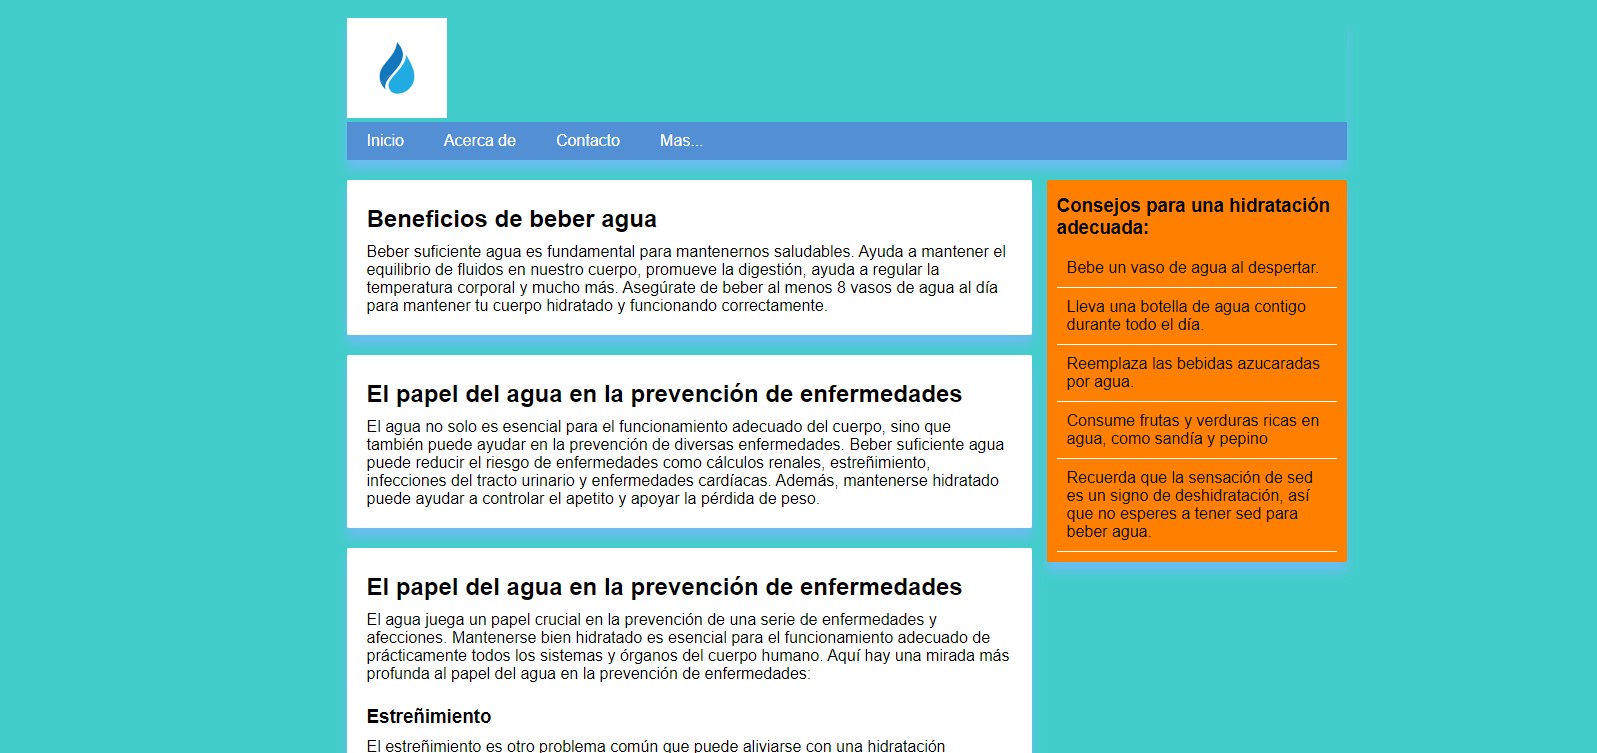 Inicio
Acerca de
Contacto
Mas...
Beneficios de beber agua
Beber suficiente agua es fundamental para mantenernos saludables. Ayuda a mantener el
equilibrio de fluidos en nuestro cuerpo, promueve la digestión, ayuda a regular la
temperatura corporal y mucho más. Asegúrate de beber al menos 8 vasos de agua al día
para mantener tu cuerpo hidratado y funcionando correctamente.
El papel del agua en la prevención de enfermedades
El agua no solo es esencial para el funcionamiento adecuado del cuerpo, sino que
también puede ayudar en la prevención de diversas enfermedades. Beber suficiente agua
puede reducir el riesgo de enfermedades como cálculos renales, estreñimiento,
infecciones del tracto urinario y enfermedades cardíacas. Además, mantenerse hidratado
puede ayudar a controlar el apetito y apoyar la pérdida de peso.
El papel del agua en la prevención de enfermedades
El agua juega un papel crucial en la prevención de una serie de enfermedades y
afecciones. Mantenerse bien hidratado es esencial para el funcionamiento adecuado de
prácticamente todos los sistemas y órganos del cuerpo humano. Aquí hay una mirada más
profunda al papel del agua en la prevención de enfermedades:
Estreñimiento
El estreñimiento es otro problema común que puede aliviarse con una hidratación
Consejos para una hidratación
adecuada:
Bebe un vaso de agua al despertar.
Lleva una botella de agua contigo
durante todo el día.
Reemplaza las bebidas azucaradas
por agua.
Consume frutas y verduras ricas en
agua, como sandía y pepino
Recuerda que la sensación de sed
es un signo de deshidratación, así
que no esperes a tener sed para
beber agua.